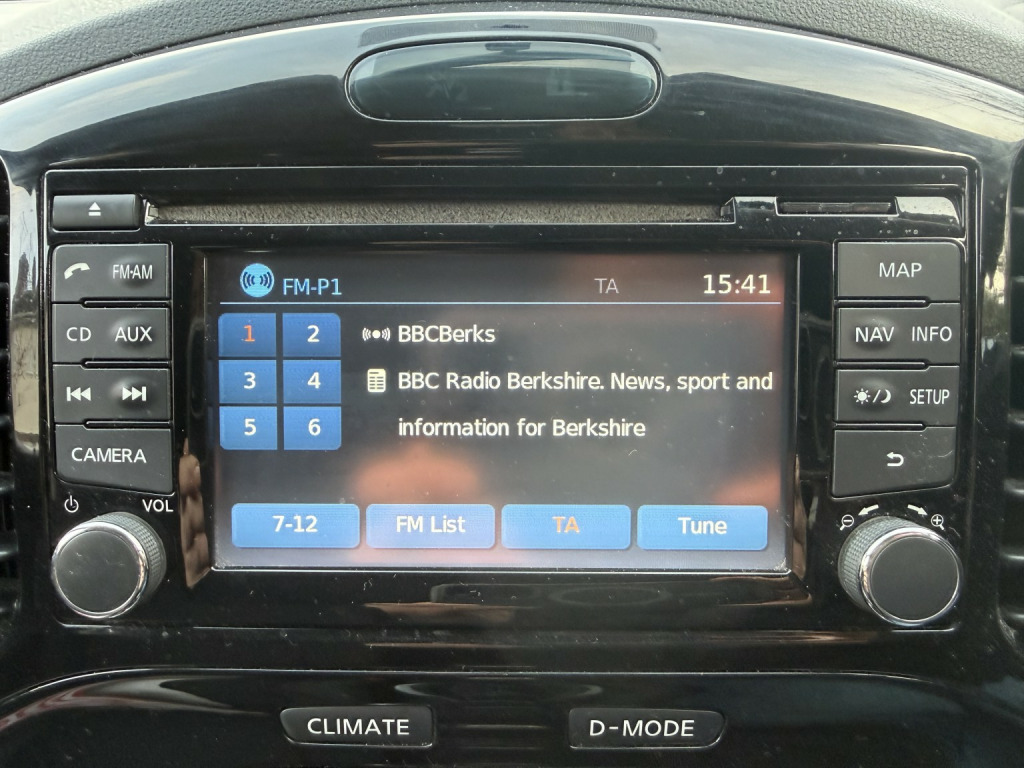 FM-AM
CD AUX
CAMERA
VOL
FM-P1 TA 15:41
1 2
3 4
5 6
BBCBerks
BBC Radio Berkshire. News, sport and
information for Berkshire
7-12 FM List TA Tune
MAP
NAV INFO
SETUP
CLIMATE D-MODE